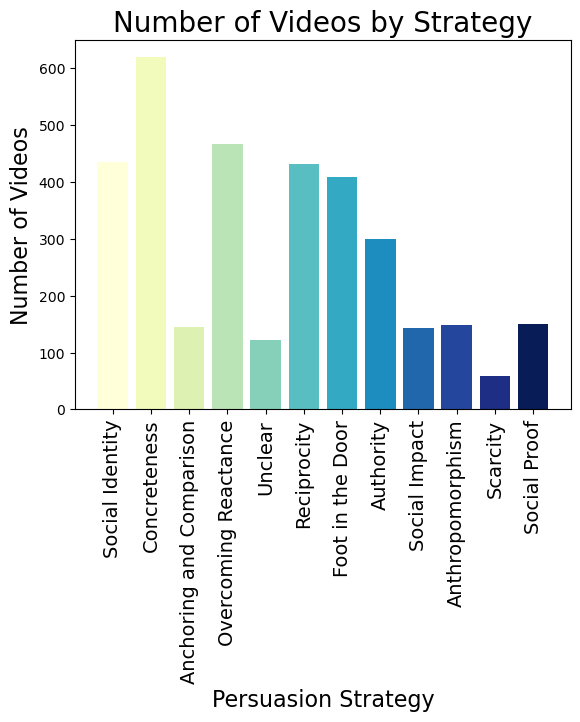 Number of Videos by Strategy
Number of Videos
600
500
400
300
200
100
0
Social Identity
Concreteness
Anchoring and Comparison
Overcoming Reactance
Unclear
Reciprocity
Foot in the Door
Authority
Social Impact
Anthropomorphism
Scarcity
Social Proof
Persuasion Strategy